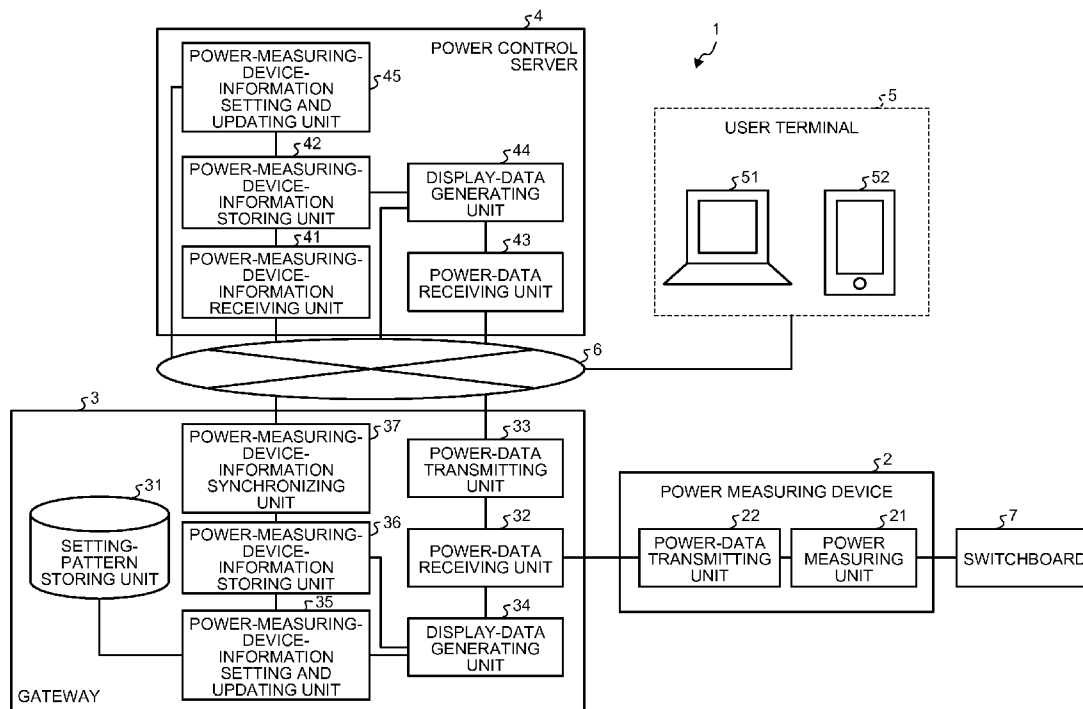 4
1
POWER CONTROL
SERVER
POWER-MEASURING-
DEVICE-
INFORMATION
SETTING AND
UPDATING UNIT
45
42
POWER-MEASURING-
DEVICE-
INFORMATION
STORING UNIT
44
DISPLAY-DATA
GENERATING
UNIT
41
POWER-MEASURING-
DEVICE-
INFORMATION
RECEIVING UNIT
43
POWER-DATA
RECEIVING UNIT
5
USER TERMINAL
51
52
6
3
37
POWER-MEASURING-
DEVICE-
INFORMATION
SYNCHRONIZING
UNIT
33
POWER-DATA
TRANSMITTING
UNIT
31
SETTING-
PATTERN
STORING UNIT
36
POWER-MEASURING-
DEVICE-
INFORMATION
STORING UNIT
32
POWER-DATA
RECEIVING UNIT
35
POWER-MEASURING-
DEVICE-
INFORMATION
SETTING AND
UPDATING UNIT
34
DISPLAY-DATA
GENERATING
UNIT
GATEWAY
2
POWER MEASURING DEVICE
22
POWER-DATA
TRANSMITTING
UNIT
21
POWER
MEASURING
UNIT
7
SWITCHBOARD